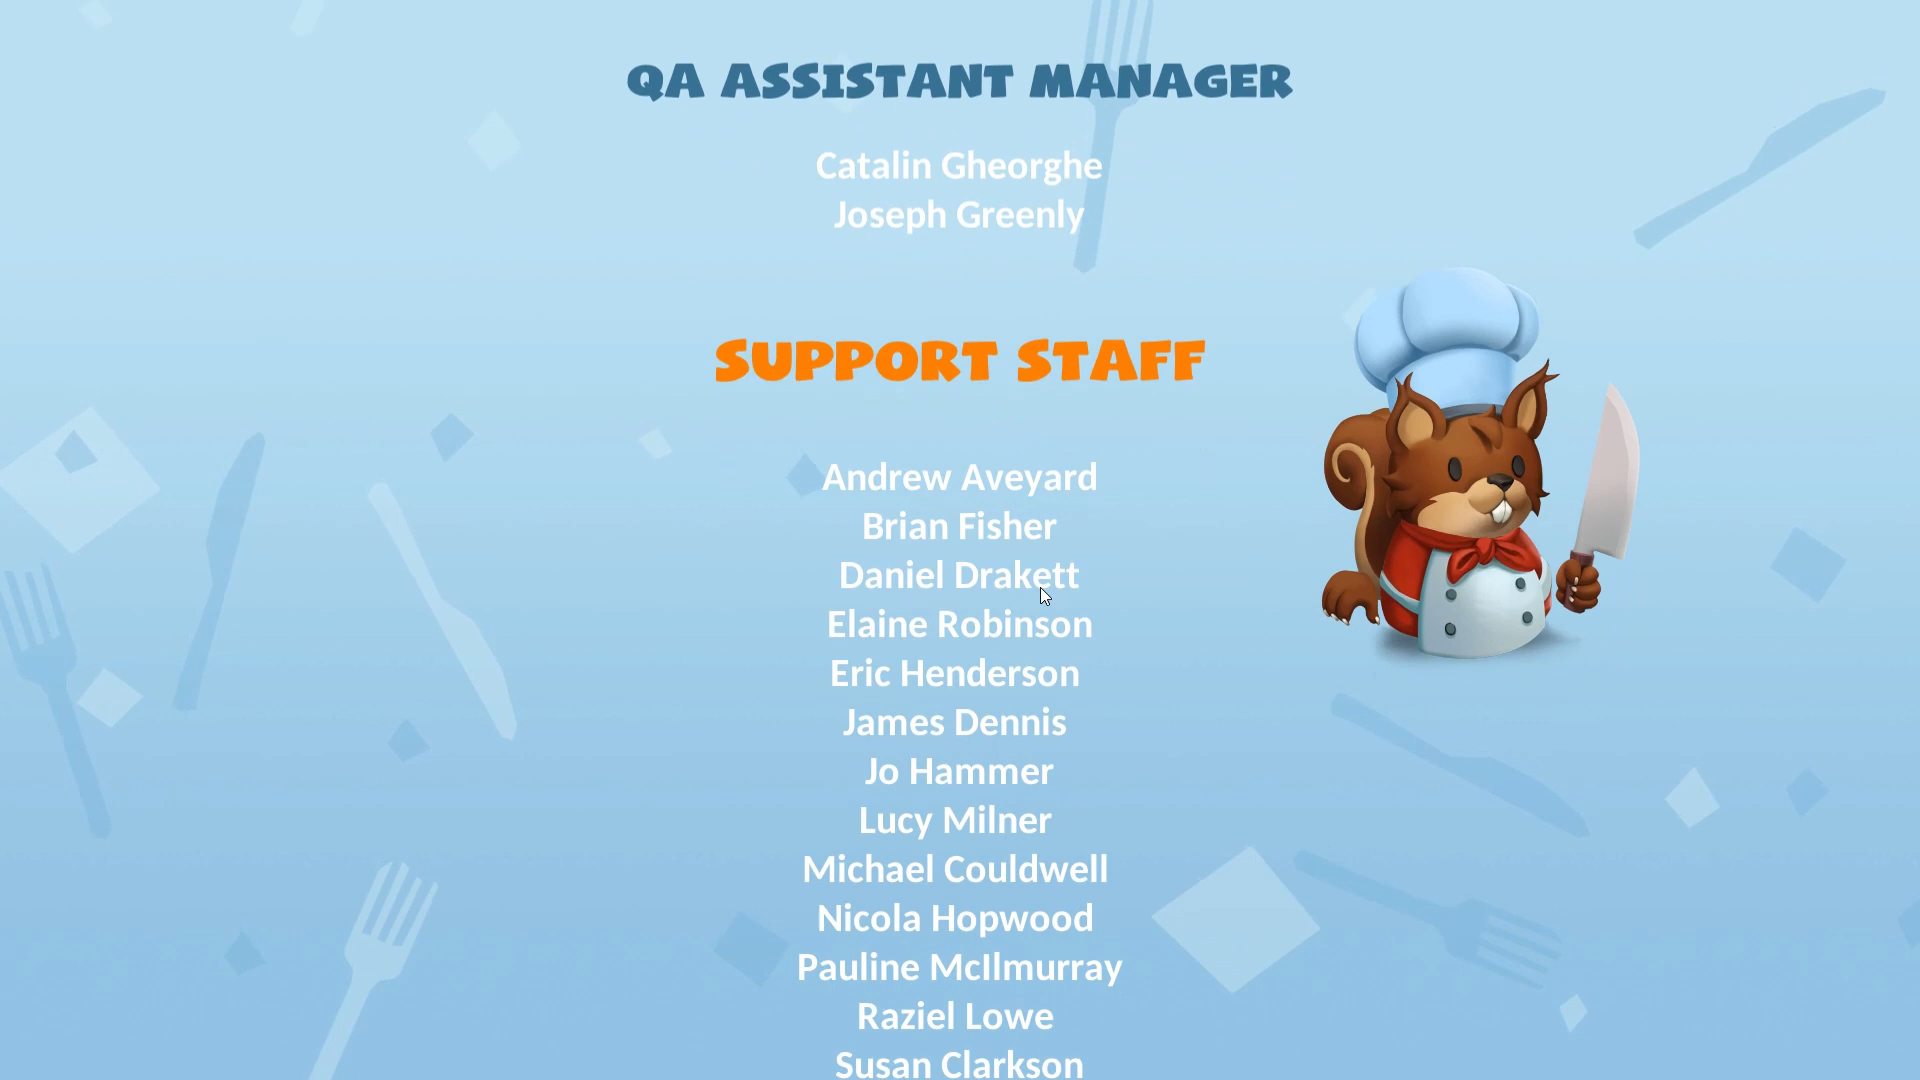 QA ASSISTANT MANAGER
Catalin Gheorghe
Joseph Greenly
SUPPORT STAFF
Andrew Aveyard
Brian Fisher
Daniel Drakett
Elaine Robinson
Eric Henderson
James Dennis
Jo Hammer
Lucy Milner
Michael Couldwell
Nicola Hopwood
Pauline McIlmurray
Raziel Lowe
Susan Clarkson